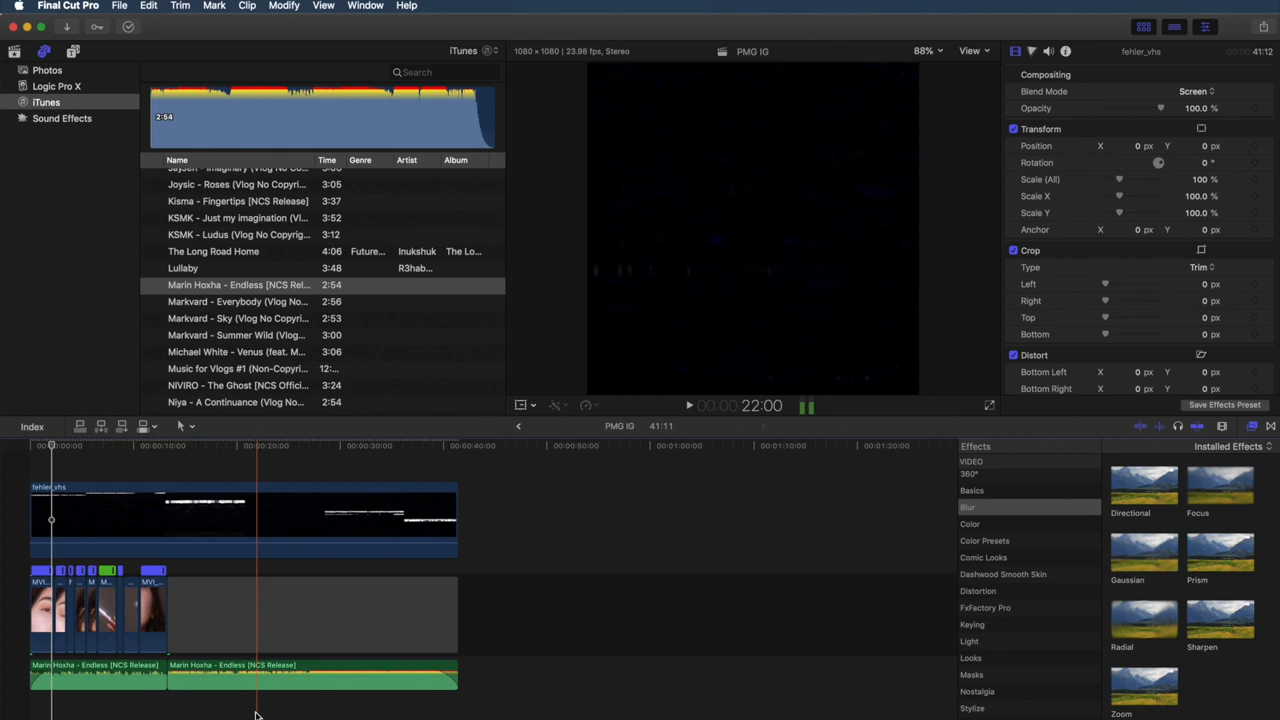 Final Cut Pro File Edit Trim Mark Clip Modify View Window Help
iTunes
1080 × 1080 | 23.98 fps, Stereo
PMG IG
88%
View
fehler_vhs
41:12
Photos
Logic Pro X
iTunes
Sound Effects
Search
2:54
Name Time Genre Artist Album
Joysic - Roses (Vlog No Copyri... 3:05
Kisma - Fingertips [NCS Release] 3:37
KSMK - Just my imagination (Vl... 3:52
KSMK - Ludus (Vlog No Copyrig... 3:12
The Long Road Home 4:06 Future... Inukshuk The Lo...
Lullaby 3:48 R3hab...
Marin Hoxha - Endless [NCS Rel... 2:54
Markvard - Everybody (Vlog No... 2:56
Markvard - Sky (Vlog No Copyri... 2:53
Markvard - Summer Wild (Vlog... 3:00
Michael White - Venus (feat. M... 3:06
Music for Vlogs #1 (Non-Copyri... 12:...
NIVIRO - The Ghost [NCS Offici... 3:24
Niya - A Continuance (Vlog No... 2:54
00:00:22:00
Compositing
Blend Mode Screen
Opacity 100.0 %
Transform
Position X 0 px Y 0 px
Rotation 0 °
Scale (All) 100 %
Scale X 100.0 %
Scale Y 100.0 %
Anchor X 0 px Y 0 px
Crop
Type Trim
Left 0 px
Right 0 px
Top 0 px
Bottom 0 px
Distort
Bottom Left X 0 px Y 0 px
Bottom Right X 0 px Y 0 px
Save Effects Preset
Index
PMG IG 41:11
00:00:10:00 00:00:20:00 00:00:30:00 00:00:40:00 00:00:50:00 00:01:00:00 00:01:10:00 00:01:20:00
fehler_vhs
MVI... ... M M... ... MVI_...
Marin Hoxha - Endless [NCS Release] Marin Hoxha - Endless [NCS Release]
Effects
Installed Effects
VIDEO
360°
Basics
Blur
Color
Color Presets
Comic Looks
Dashwood Smooth Skin
Distortion
FxFactory Pro
Keying
Light
Looks
Masks
Nostalgia
Stylize
Directional
Focus
Gaussian
Prism
Radial
Sharpen
Zoom